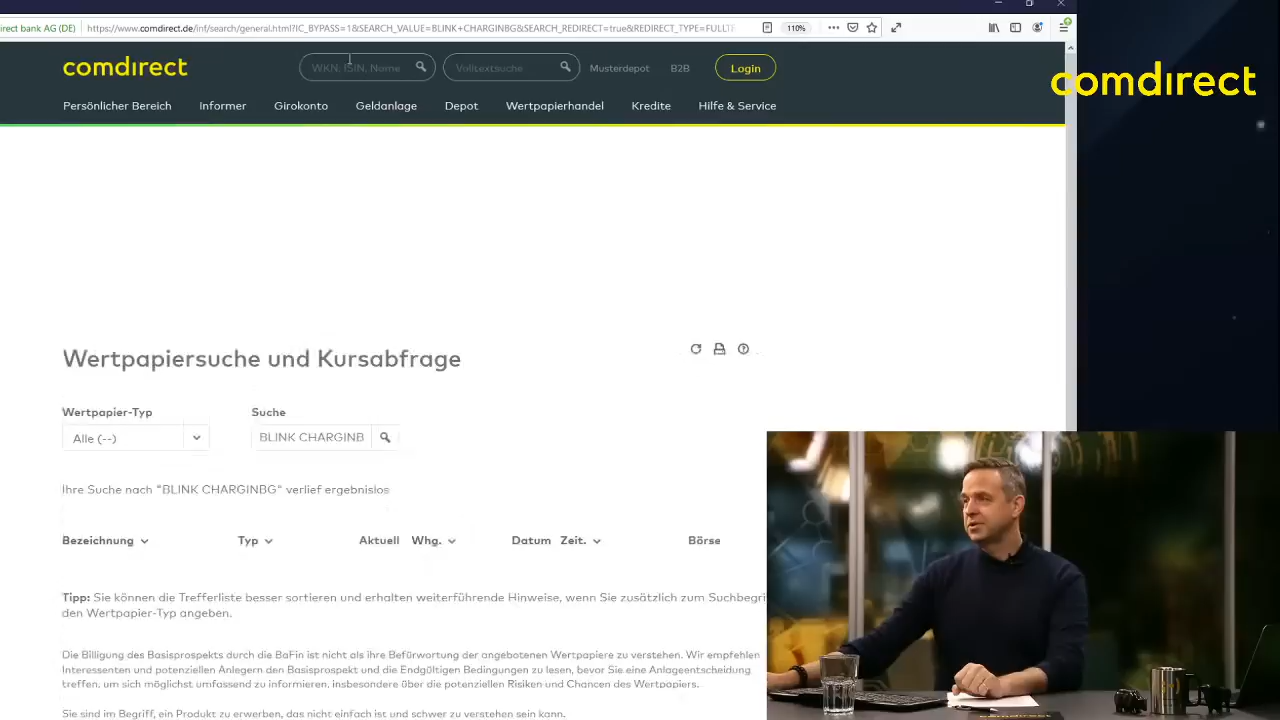 irect bank AG (DE) https://www.comdirect.de/inf/search/general.html?IC_BYPASS=1&SEARCH_VALUE=BLINK+CHARGINBG&SEARCH_REDIRECT=true&REDIRECT_TYPE=FULLTE 110%
comdirect WKN, ISIN, Name Volltextsuche Musterdepot B2B Login
comdirect
Persönlicher Bereich Informer Girokonto Geldanlage Depot Wertpapierhandel Kredite Hilfe & Service
Wertpapiersuche und Kursabfrage
Wertpapier-Typ Suche
Alle (--) BLINK CHARGINB
Ihre Suche nach "BLINK CHARGINBG" verlief ergebnislos
Bezeichnung Typ Aktuell Whg. Datum Zeit. Börse
Tipp: Sie können die Trefferliste besser sortieren und erhalten weiterführende Hinweise, wenn Sie zusätzlich zum Suchbegri
den Wertpapier-Typ angeben.
Die Billigung des Basisprospekts durch die BaFin ist nicht als ihre Befürwortung der angebotenen Wertpapiere zu verstehen. Wir empfehlen
Interessenten und potenziellen Anlegern den Basisprospekt und die Endgültigen Bedingungen zu lesen, bevor Sie eine Anlageentscheidung
treffen, um sich möglichst umfassend zu informieren, insbesondere über die potenziellen Risiken und Chancen des Wertpapiers.
Sie sind im Begriff, ein Produkt zu erwerben, das nicht einfach ist und schwer zu verstehen sein kann.
comdirect